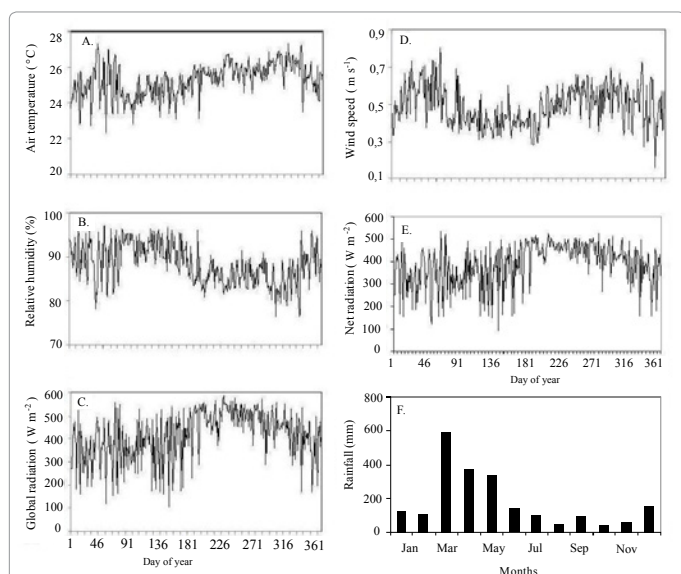 A.
Air temperature ( °C)
28
26
24
22
20
B.
Relative humidity (%)
100
90
80
70
C.
Global radiation ( W m-2)
600
500
400
300
200
100
0
1 46 91 136 181 226 271 316 361
Day of year
D.
Wind speed ( m s-1)
0,9
0,7
0,5
0,3
0,1
E.
Net radiation( W m-2)
600
500
400
300
200
100
0
1 46 91 136 181 226 271 316 361
Day of year
F.
Rainfall (mm)
800
600
400
200
0
Jan Mar May Jul Sep Nov
Months